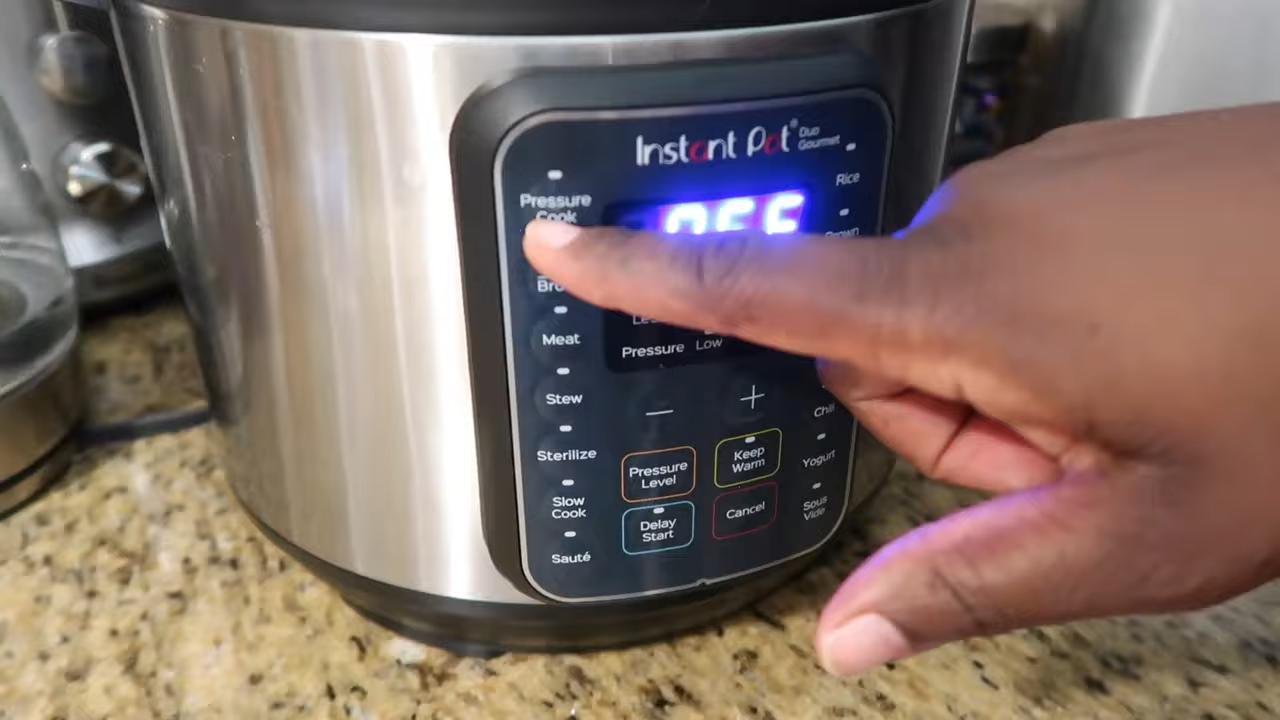 Instant Pot® Duo
Gourmet
Rice
Pressure
Cook
OFF
Pressure
Low
Meat
Stew
Sterilize
Slow
Cook
Sauté
−
+
Pressure
Level
Keep
Warm
Delay
Start
Cancel
Yogurt
Sous
Vide